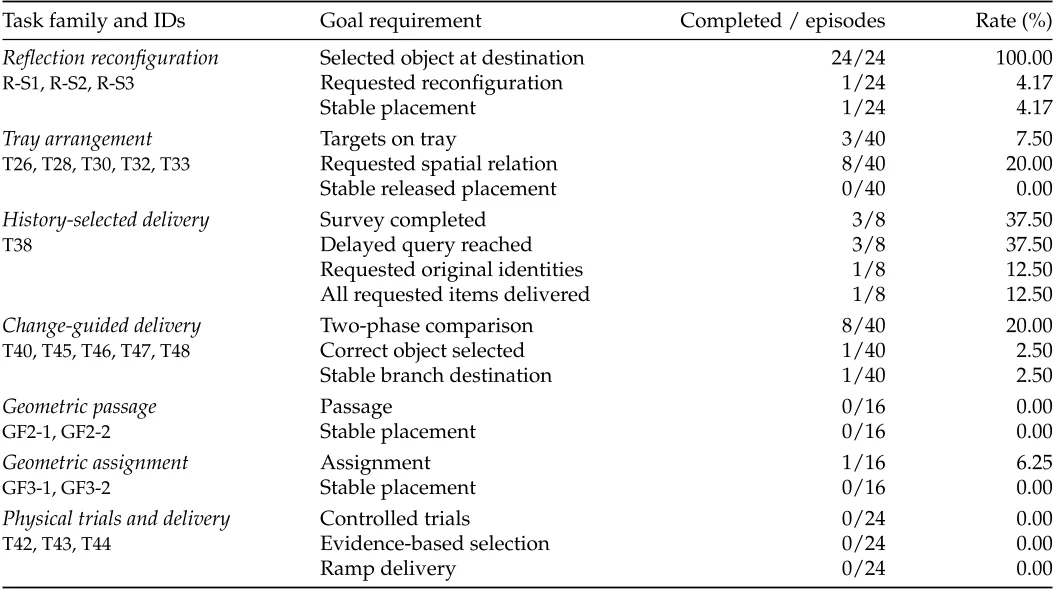 Task family and IDs Goal requirement Completed / episodes Rate (%)
Reflection reconfiguration Selected object at destination 24/24 100.00
R-S1, R-S2, R-S3 Requested reconfiguration 1/24 4.17
Stable placement 1/24 4.17
Tray arrangement Targets on tray 3/40 7.50
T26, T28, T30, T32, T33 Requested spatial relation 8/40 20.00
Stable released placement 0/40 0.00
History-selected delivery Survey completed 3/8 37.50
T38 Delayed query reached 3/8 37.50
Requested original identities 1/8 12.50
All requested items delivered 1/8 12.50
Change-guided delivery Two-phase comparison 8/40 20.00
T40, T45, T46, T47, T48 Correct object selected 1/40 2.50
Stable branch destination 1/40 2.50
Geometric passage Passage 0/16 0.00
GF2-1, GF2-2 Stable placement 0/16 0.00
Geometric assignment Assignment 1/16 6.25
GF3-1, GF3-2 Stable placement 0/16 0.00
Physical trials and delivery Controlled trials 0/24 0.00
T42, T43, T44 Evidence-based selection 0/24 0.00
Ramp delivery 0/24 0.00